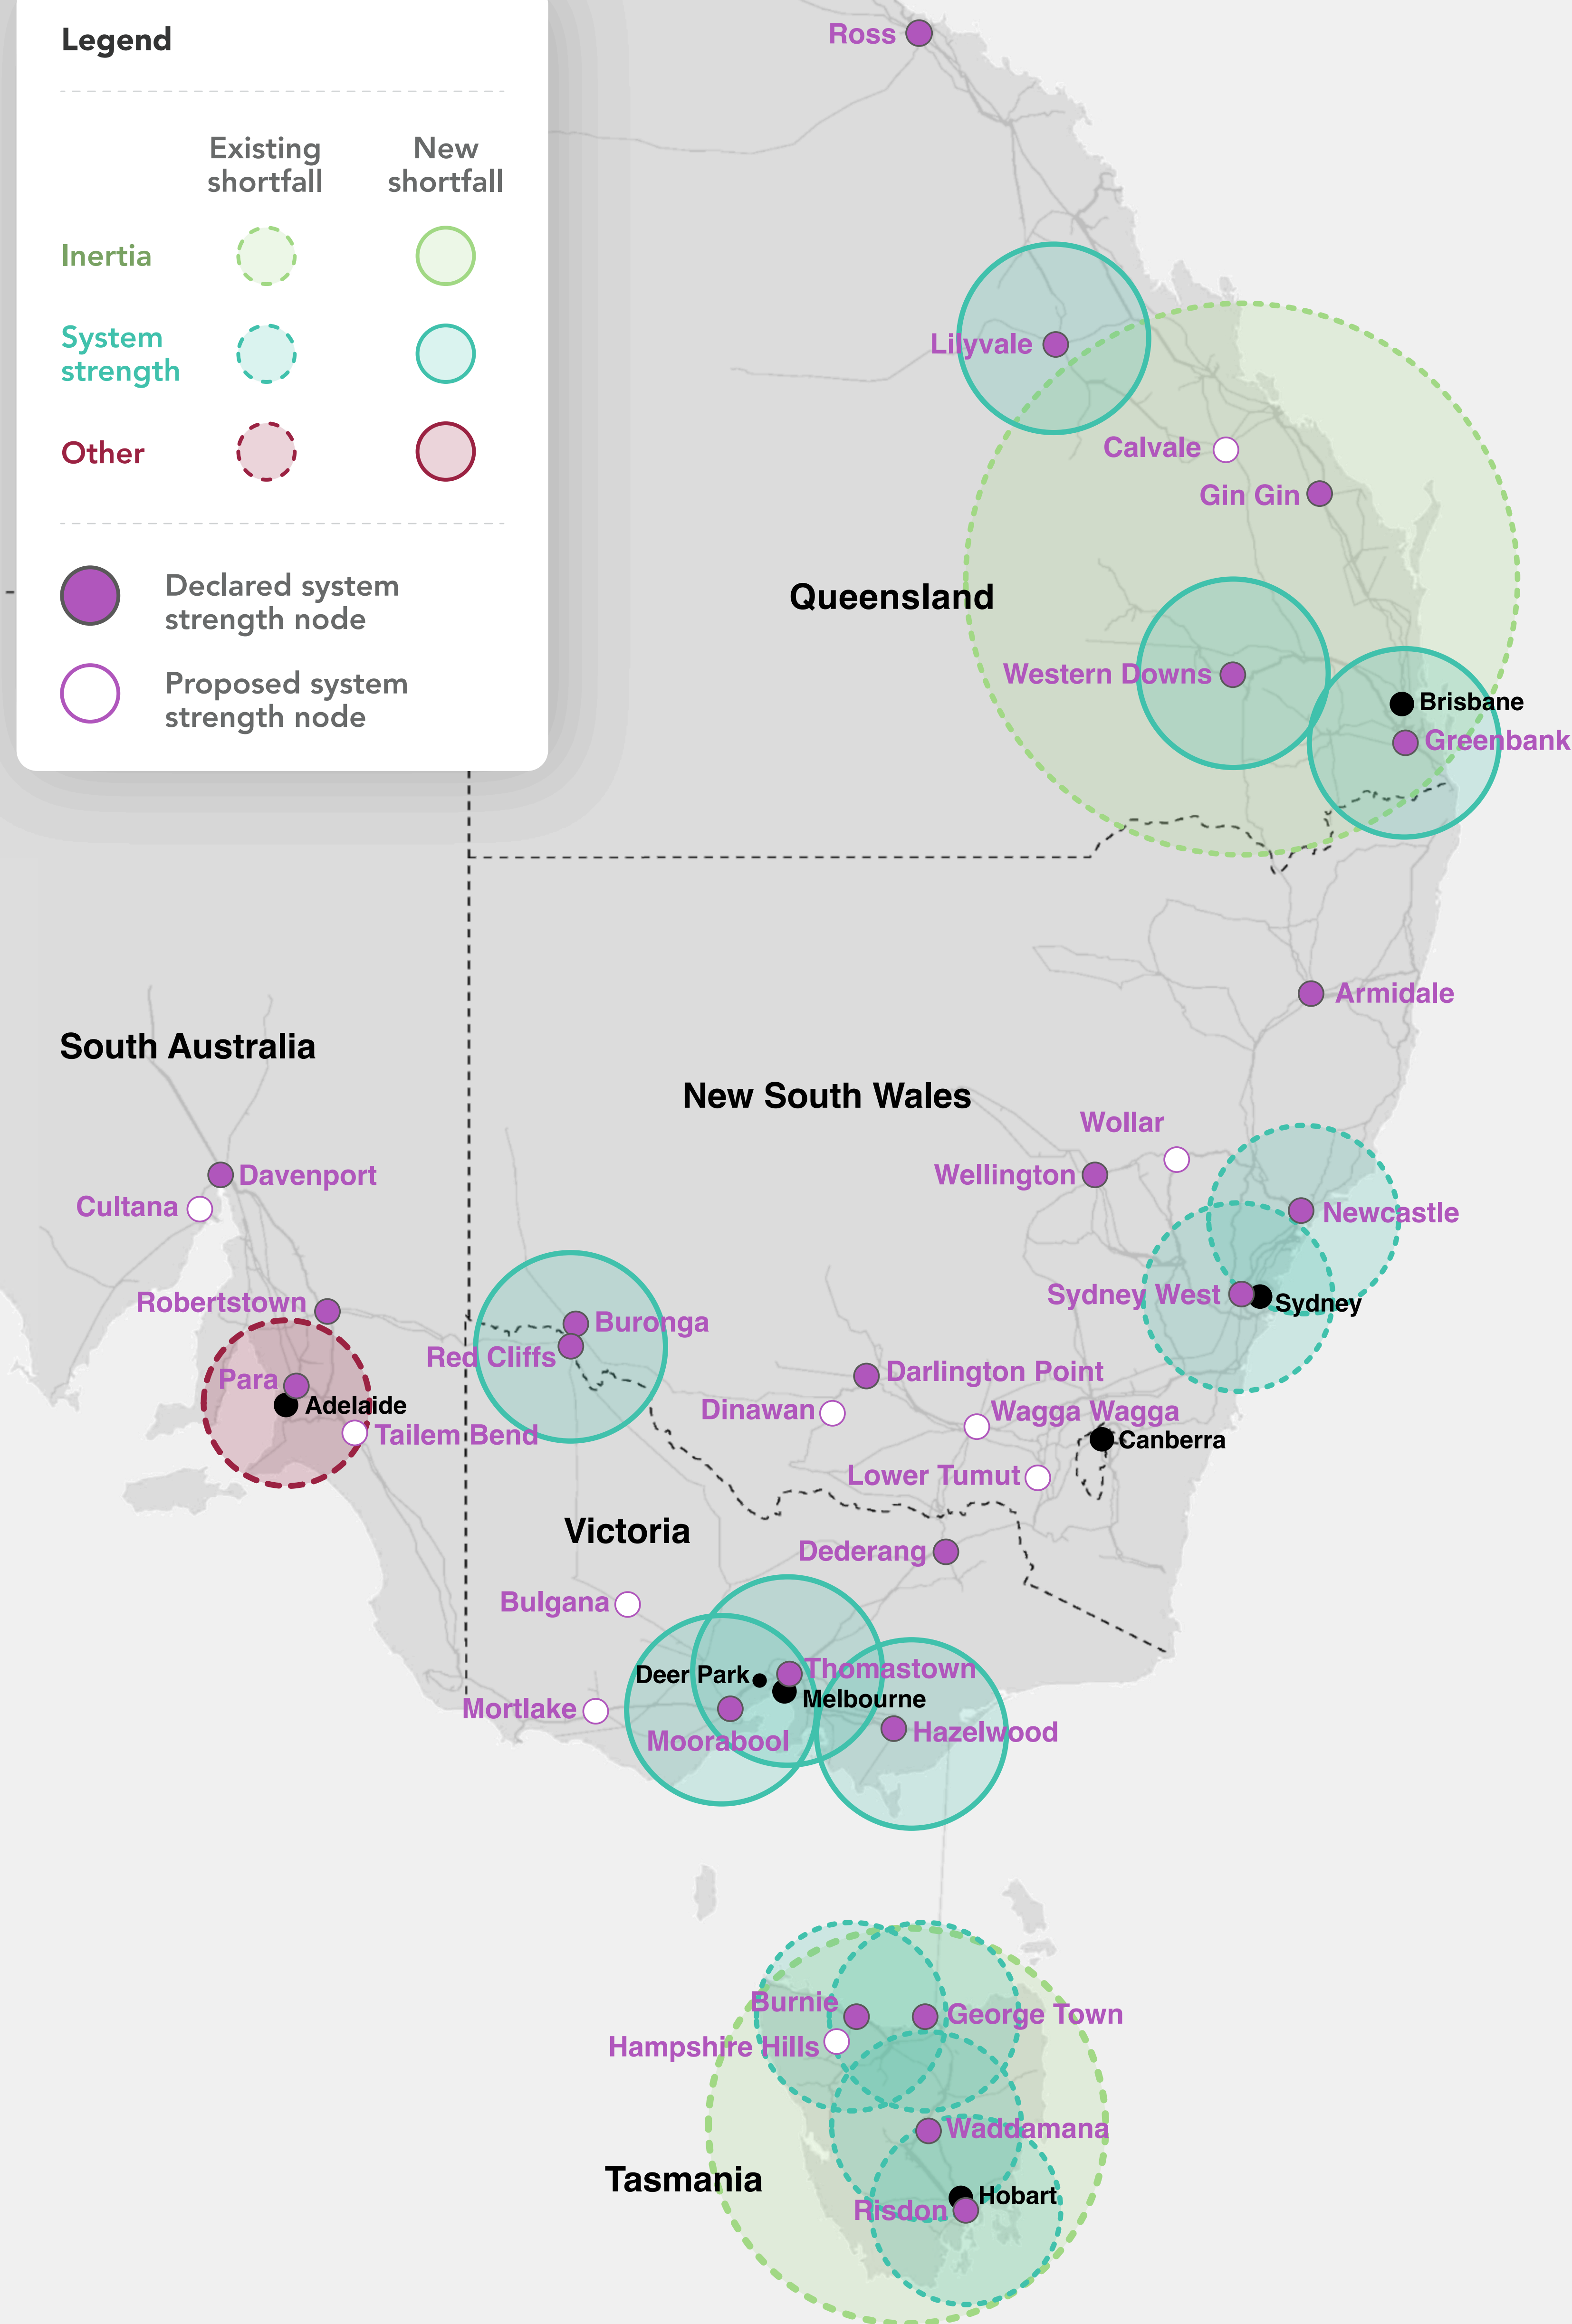 Legend
Existing
shortfall
New
shortfall
Inertia
System
strength
Other
Declared system
strength node
Proposed system
strength node
Ross
Lilyvale
Calvale
Gin Gin
Queensland
Western Downs
Brisbane
Greenbank
Armidale
South Australia
New South Wales
Wollar
Davenport
Wellington
Cultana
Newcastle
Robertstown
Sydney West
Sydney
Buronga
Red Cliffs
Para
Adelaide
Darlington Point
Dinawan
Wagga Wagga
Tailem Bend
Canberra
Lower Tumut
Victoria
Dederang
Bulgana
Thomastown
Deer Park
Melbourne
Mortlake
Hazelwood
Moorabool
Burnie
George Town
Hampshire Hills
Waddamana
Tasmania
Hobart
Risdon